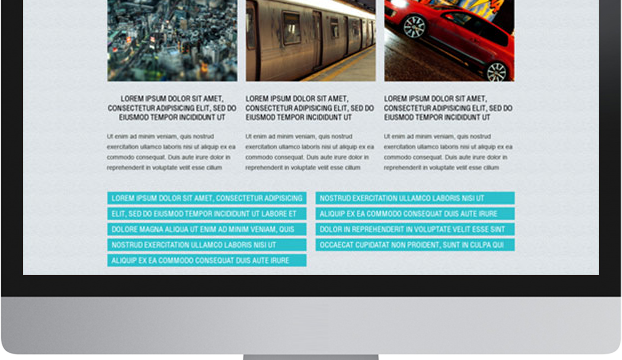 LOREM IPSUM DOLOR SIT AMET,
CONSECTETUR ADIPISICING ELIT, SED DO
EIUSMOD TEMPOR INCIDIDUNT UT
Ut enim ad minim veniam, quis nostrud
exercitation ullamco laboris nisi ut aliquip ex ea
commodo consequat. Duis aute irure dolor in
reprehenderit in voluptate velit esse cillum
LOREM IPSUM DOLOR SIT AMET,
CONSECTETUR ADIPISICING ELIT, SED DO
EIUSMOD TEMPOR INCIDIDUNT UT
Ut enim ad minim veniam, quis nostrud
exercitation ullamco laboris nisi ut aliquip ex ea
commodo consequat. Duis aute irure dolor in
reprehenderit in voluptate velit esse cillum
LOREM IPSUM DOLOR SIT AMET,
CONSECTETUR ADIPISICING ELIT, SED DO
EIUSMOD TEMPOR INCIDIDUNT UT
Ut enim ad minim veniam, quis nostrud
exercitation ullamco laboris nisi ut aliquip ex ea
commodo consequat. Duis aute irure dolor in
reprehenderit in voluptate velit esse cillum
LOREM IPSUM DOLOR SIT AMET, CONSECTETUR ADIPISICING
ELIT, SED DO EIUSMOD TEMPOR INCIDIDUNT UT LABORE ET
DOLORE MAGNA ALIQUA UT ENIM AD MINIM VENIAM, QUIS
NOSTRUD EXERCITATION ULLAMCO LABORIS NISI UT
ALIQUIP EX EA COMMODO CONSEQUAT DUIS AUTE IRURE
NOSTRUD EXERCITATION ULLAMCO LABORIS NISI UT
ALIQUIP EX EA COMMODO CONSEQUAT DUIS AUTE IRURE
DOLOR IN REPREHENDERIT IN VOLUPTATE VELIT ESSE SINT
OCCAECAT CUPIDATAT NON PROIDENT, SUNT IN CULPA QUI